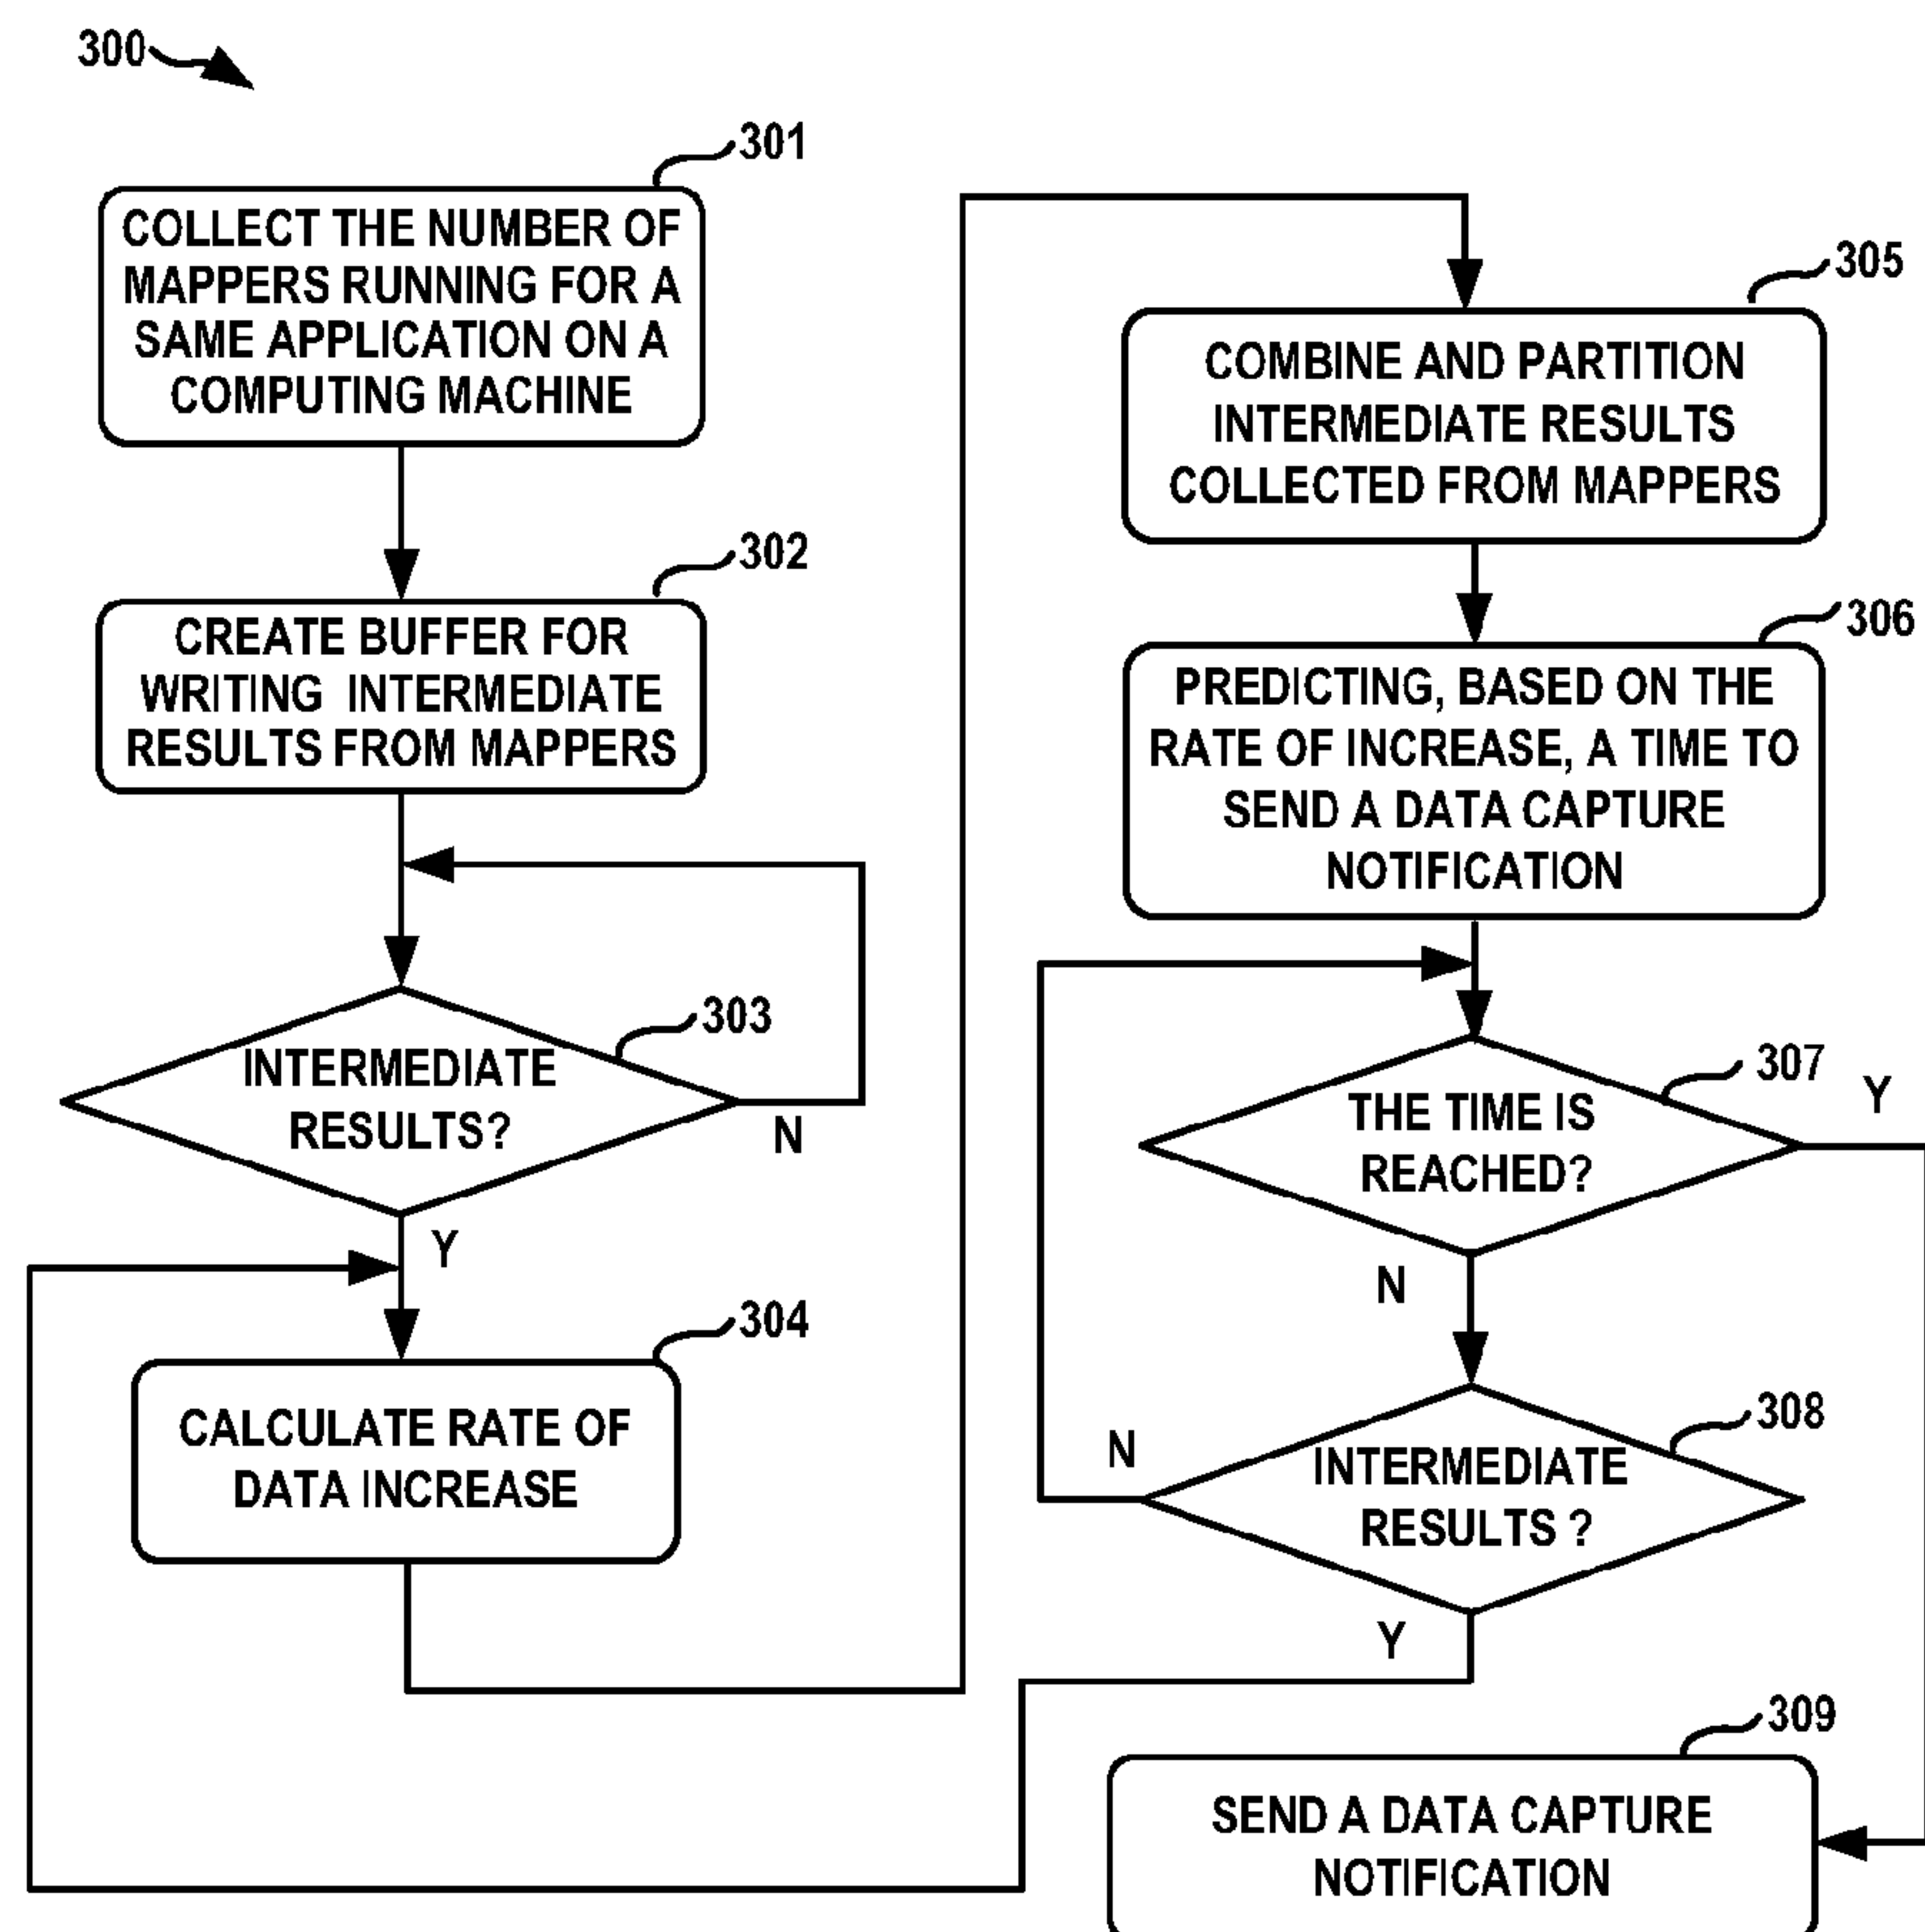 300
301
COLLECT THE NUMBER OF
MAPPERS RUNNING FOR A
SAME APPLICATION ON A
COMPUTING MACHINE
302
CREATE BUFFER FOR
WRITING INTERMEDIATE
RESULTS FROM MAPPERS
303
INTERMEDIATE
RESULTS?
N
Y
304
CALCULATE RATE OF
DATA INCREASE
305
COMBINE AND PARTITION
INTERMEDIATE RESULTS
COLLECTED FROM MAPPERS
306
PREDICTING, BASED ON THE
RATE OF INCREASE, A TIME TO
SEND A DATA CAPTURE
NOTIFICATION
307
THE TIME IS
REACHED?
Y
N
308
INTERMEDIATE
RESULTS ?
N
Y
309
SEND A DATA CAPTURE
NOTIFICATION